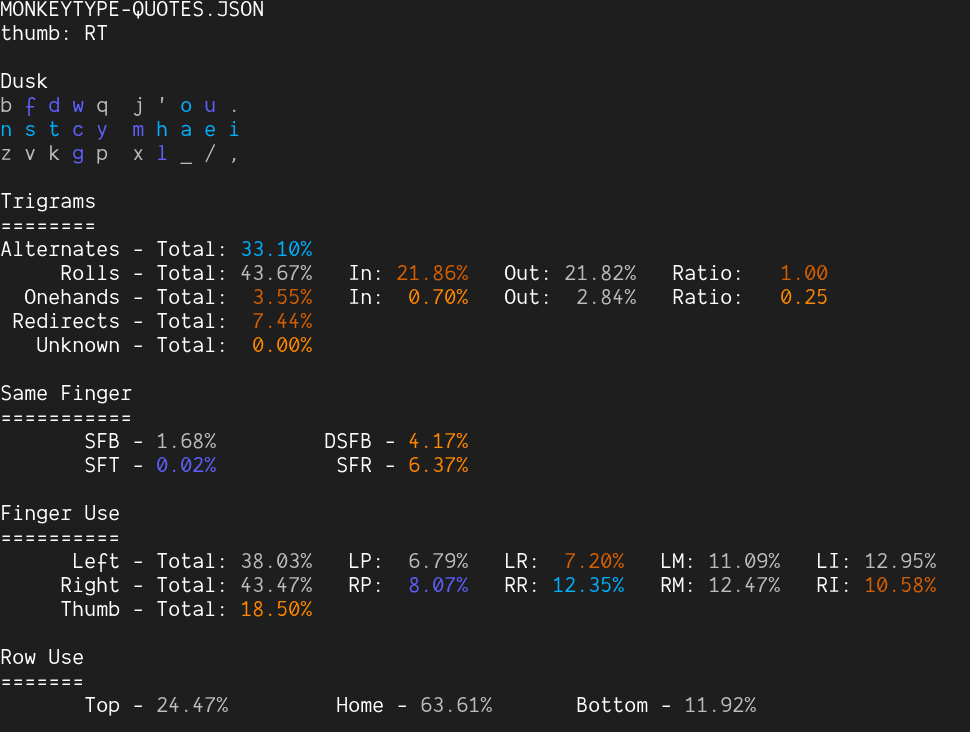 MONKEYTYPE-QUOTES.JSON
thumb: RT
Dusk
b f d w q  j ' o u .
n s t c y  m h a e i
z v k g p  x l _ / ,
Trigrams
========
Alternates - Total: 33.10%
Rolls - Total: 43.67%   In: 21.86%   Out: 21.82%   Ratio:   1.00
Onehands - Total:  3.55%   In:  0.70%   Out:  2.84%   Ratio:   0.25
Redirects - Total:  7.44%
Unknown - Total:  0.00%
Same Finger
===========
SFB - 1.68%         DSFB - 4.17%
SFT - 0.02%          SFR - 6.37%
Finger Use
==========
Left - Total: 38.03%   LP:  6.79%   LR:  7.20%   LM: 11.09%   LI: 12.95%
Right - Total: 43.47%   RP:  8.07%   RR: 12.35%   RM: 12.47%   RI: 10.58%
Thumb - Total: 18.50%
Row Use
=======
Top - 24.47%         Home - 63.61%       Bottom - 11.92%